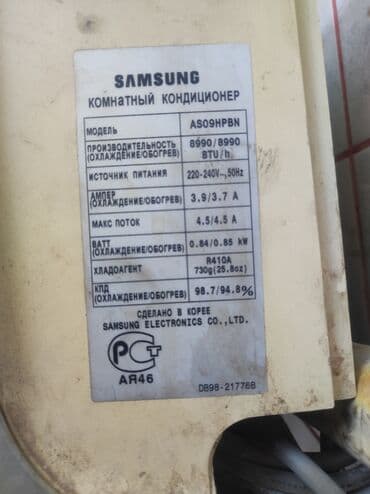 SAMSUNG
КОМНАТНЫЙ КОНДИЦИОНЕР
МОДЕЛЬ AS09HPBN
ПРОИЗВОДИТЕЛЬНОСТЬ 8990/8990
(ОХЛАЖДЕНИЕ/ОБОГРЕВ) BTU/h
ИСТОЧНИК ПИТАНИЯ 220-240V~,50Hz
АМПЕР
(ОХЛАЖДЕНИЕ/ОБОГРЕВ) 3.9/3.7 A
МАКС ПОТОК 4.5/4.5 A
ВАТТ
(ОХЛАЖДЕНИЕ/ОБОГРЕВ) 0.84/0.85 kW
ХЛАДОАГЕНТ R410A
730g(25.8oz)
КПД
(ОХЛАЖДЕНИЕ/ОБОГРЕВ) 98.7/94.8%
СДЕЛАНО В КОРЕЕ
SAMSUNG ELECTRONICS CO.,LTD.
РСТ
АЯ46
DB98-21778B